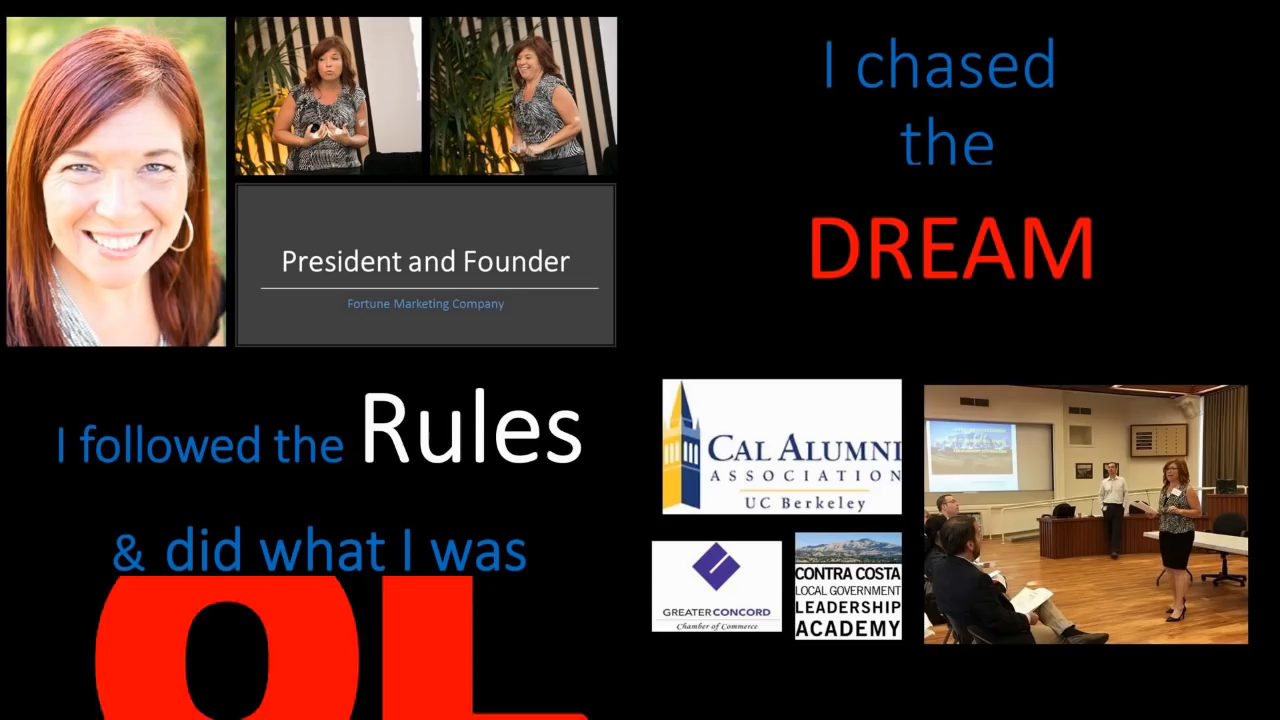 I chased
the
DREAM
President and Founder
Fortune Marketing Company
I followed the Rules
& did what I was
CAL ALUMNI
ASSOCIATION
UC Berkeley
GREATER CONCORD
Chamber of Commerce
CONTRA COSTA
LOCAL GOVERNMENT
LEADERSHIP
ACADEMY